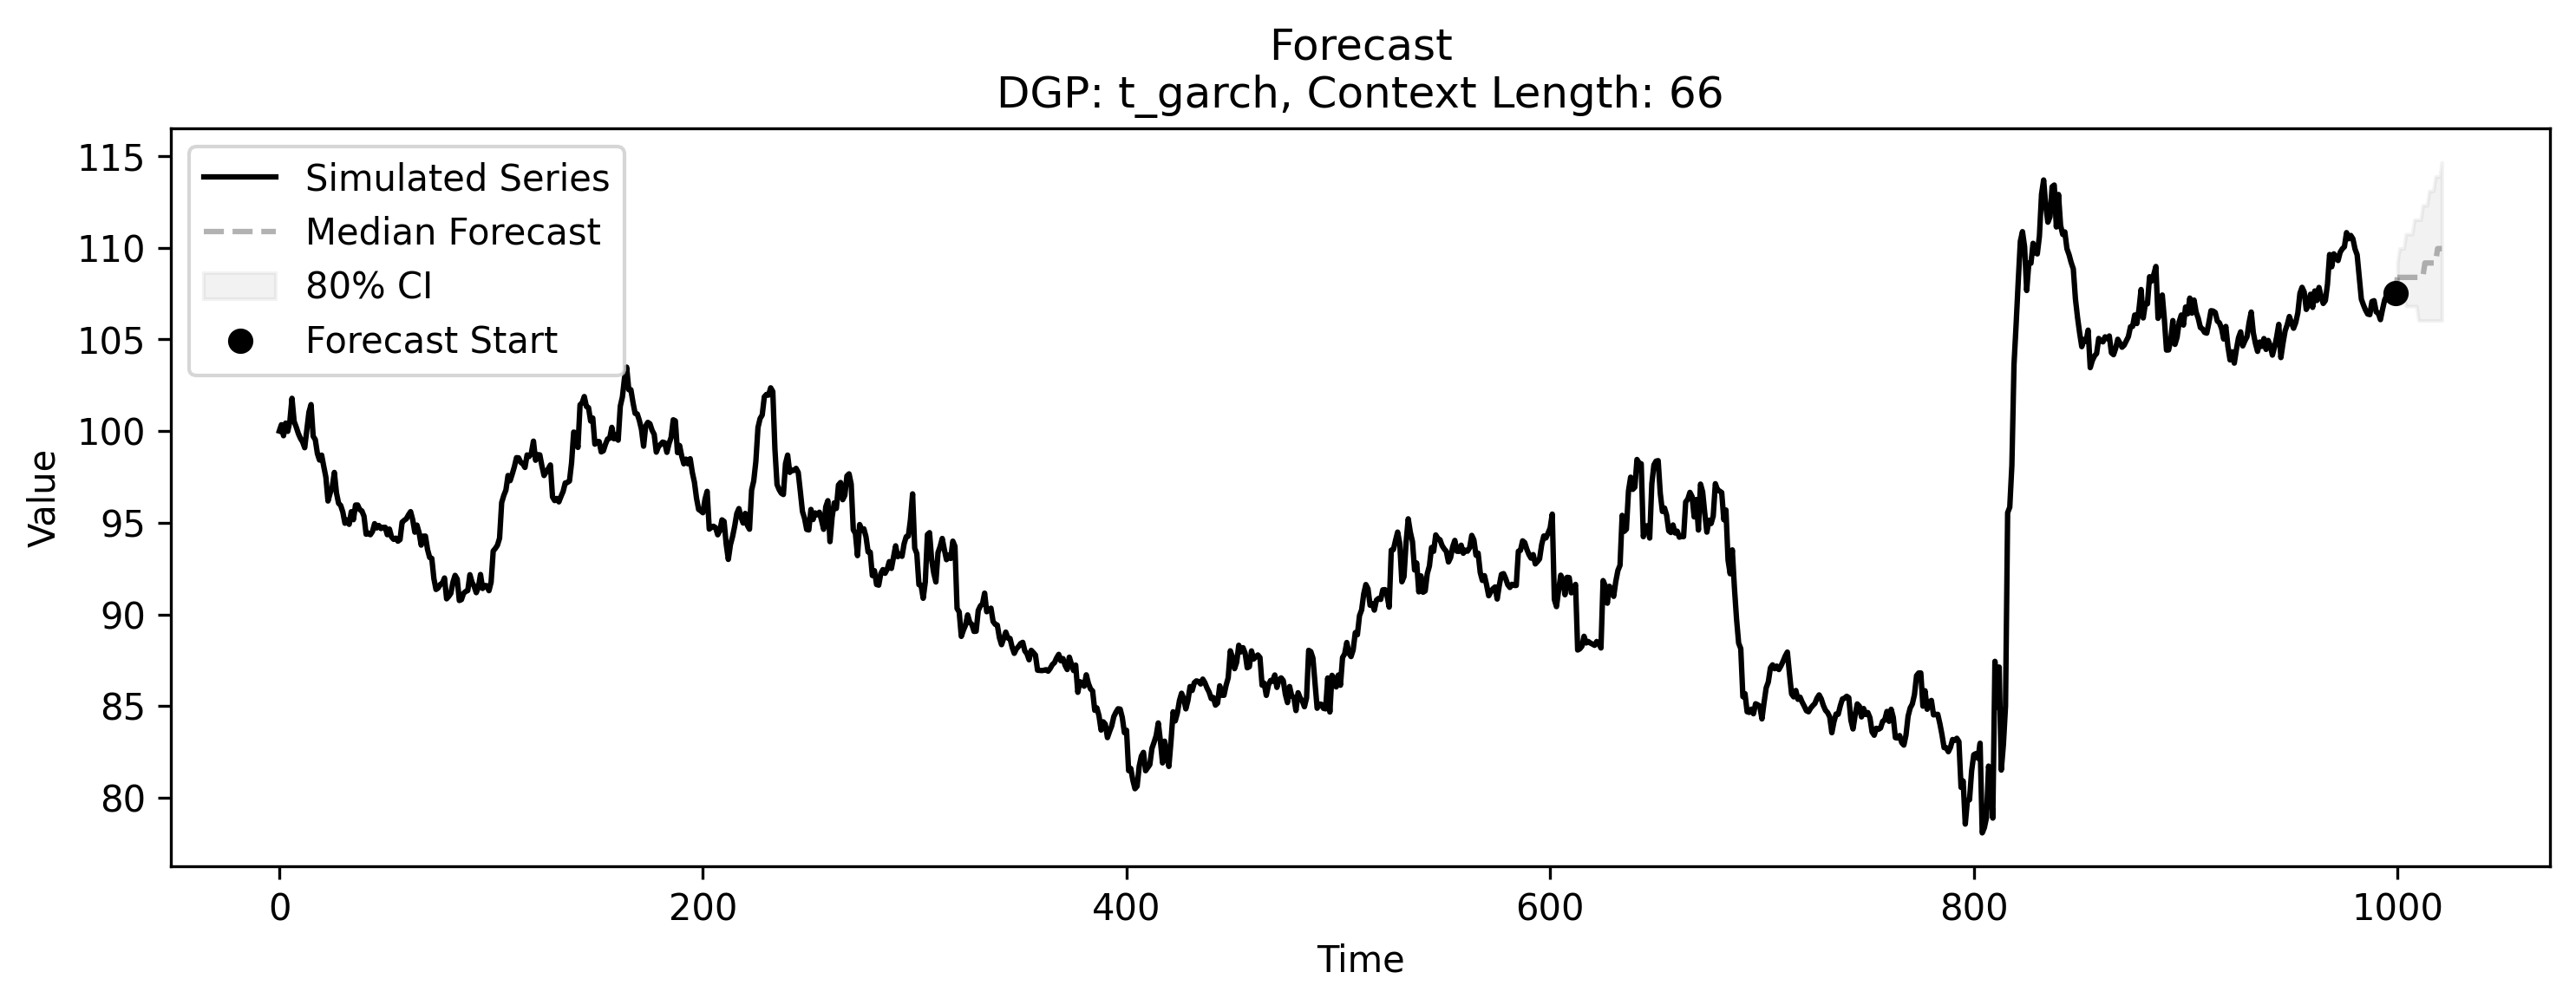 Forecast
DGP: t_garch, Context Length: 66
Simulated Series
Median Forecast
80% CI
Forecast Start
Value
115
110
105
100
95
90
85
80
0
200
400
600
800
1000
Time